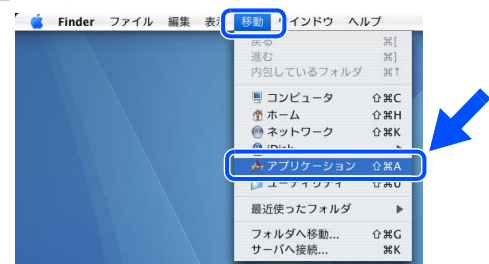 Finder ファイル 編集 表示 移動 ウインドウ ヘルプ
戻る ⌘[
進む ⌘]
内包しているフォルダ ⌘↑
コンピュータ ⇧⌘C
ホーム ⇧⌘H
ネットワーク ⇧⌘K
iDisk
アプリケーション ⇧⌘A
ユーティリティ ⇧⌘U
最近使ったフォルダ
フォルダへ移動... ⇧⌘G
サーバへ接続... ⌘K